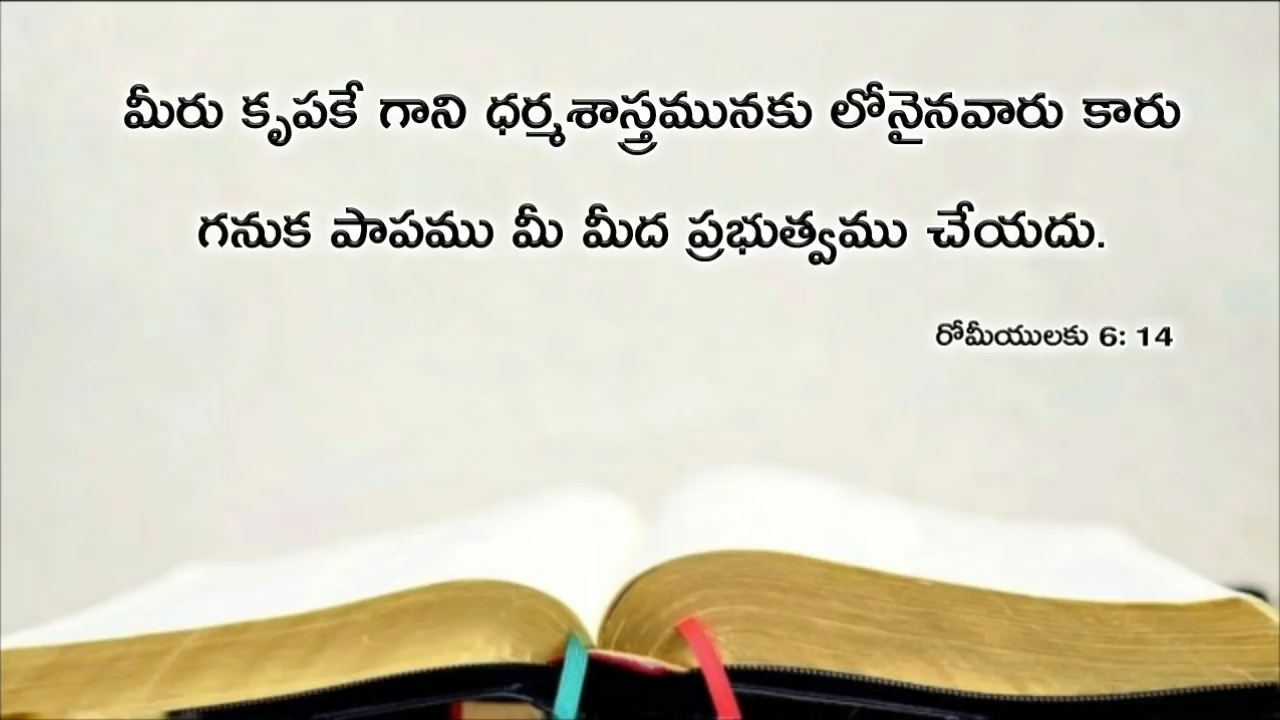 మీరు కృపకే గాని ధర్మశాస్త్రమునకు లోనైనవారు కారు
గనుక పాపము మీ మీద ప్రభుత్వము చేయదు.
రోమీయులకు 6: 14